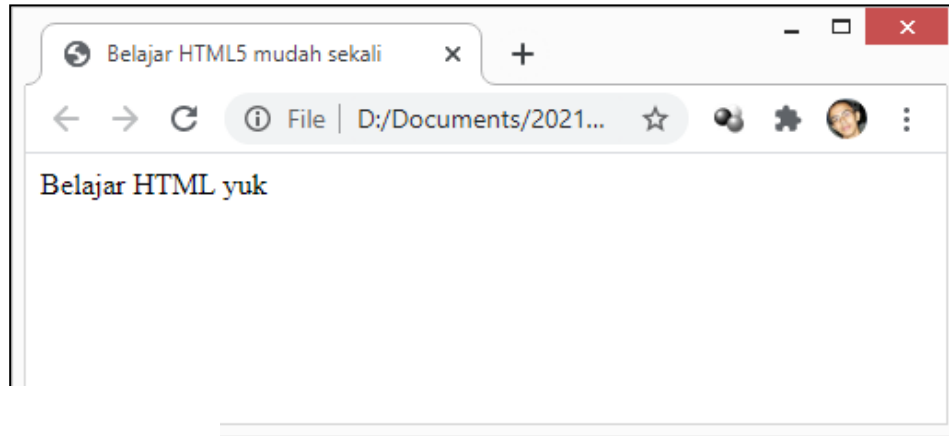 Belajar HTML5 mudah sekali
File | D:/Documents/2021...
Belajar HTML yuk